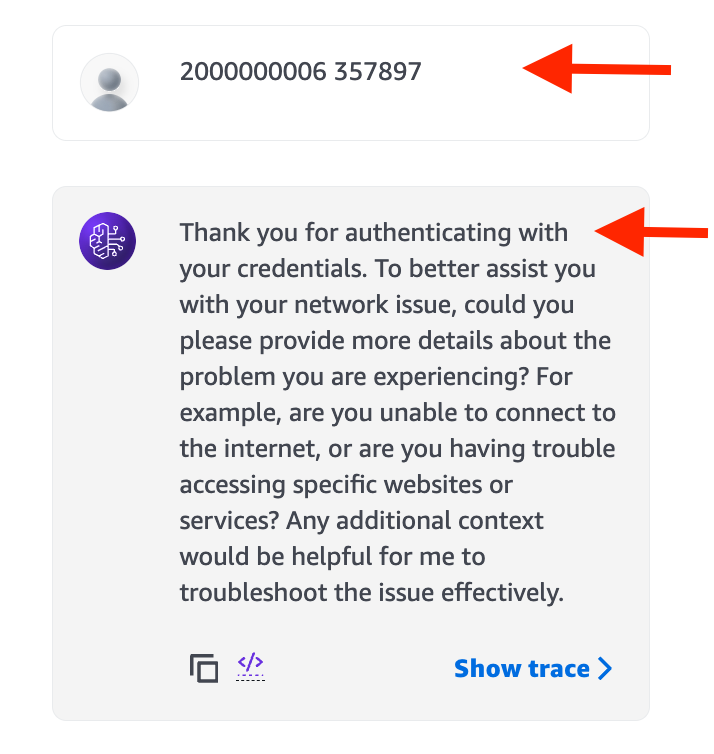 2000000006 357897
Thank you for authenticating with
your credentials. To better assist you
with your network issue, could you
please provide more details about the
problem you are experiencing? For
example, are you unable to connect to
the internet, or are you having trouble
accessing specific websites or
services? Any additional context
would be helpful for me to
troubleshoot the issue effectively.
</> Show trace >